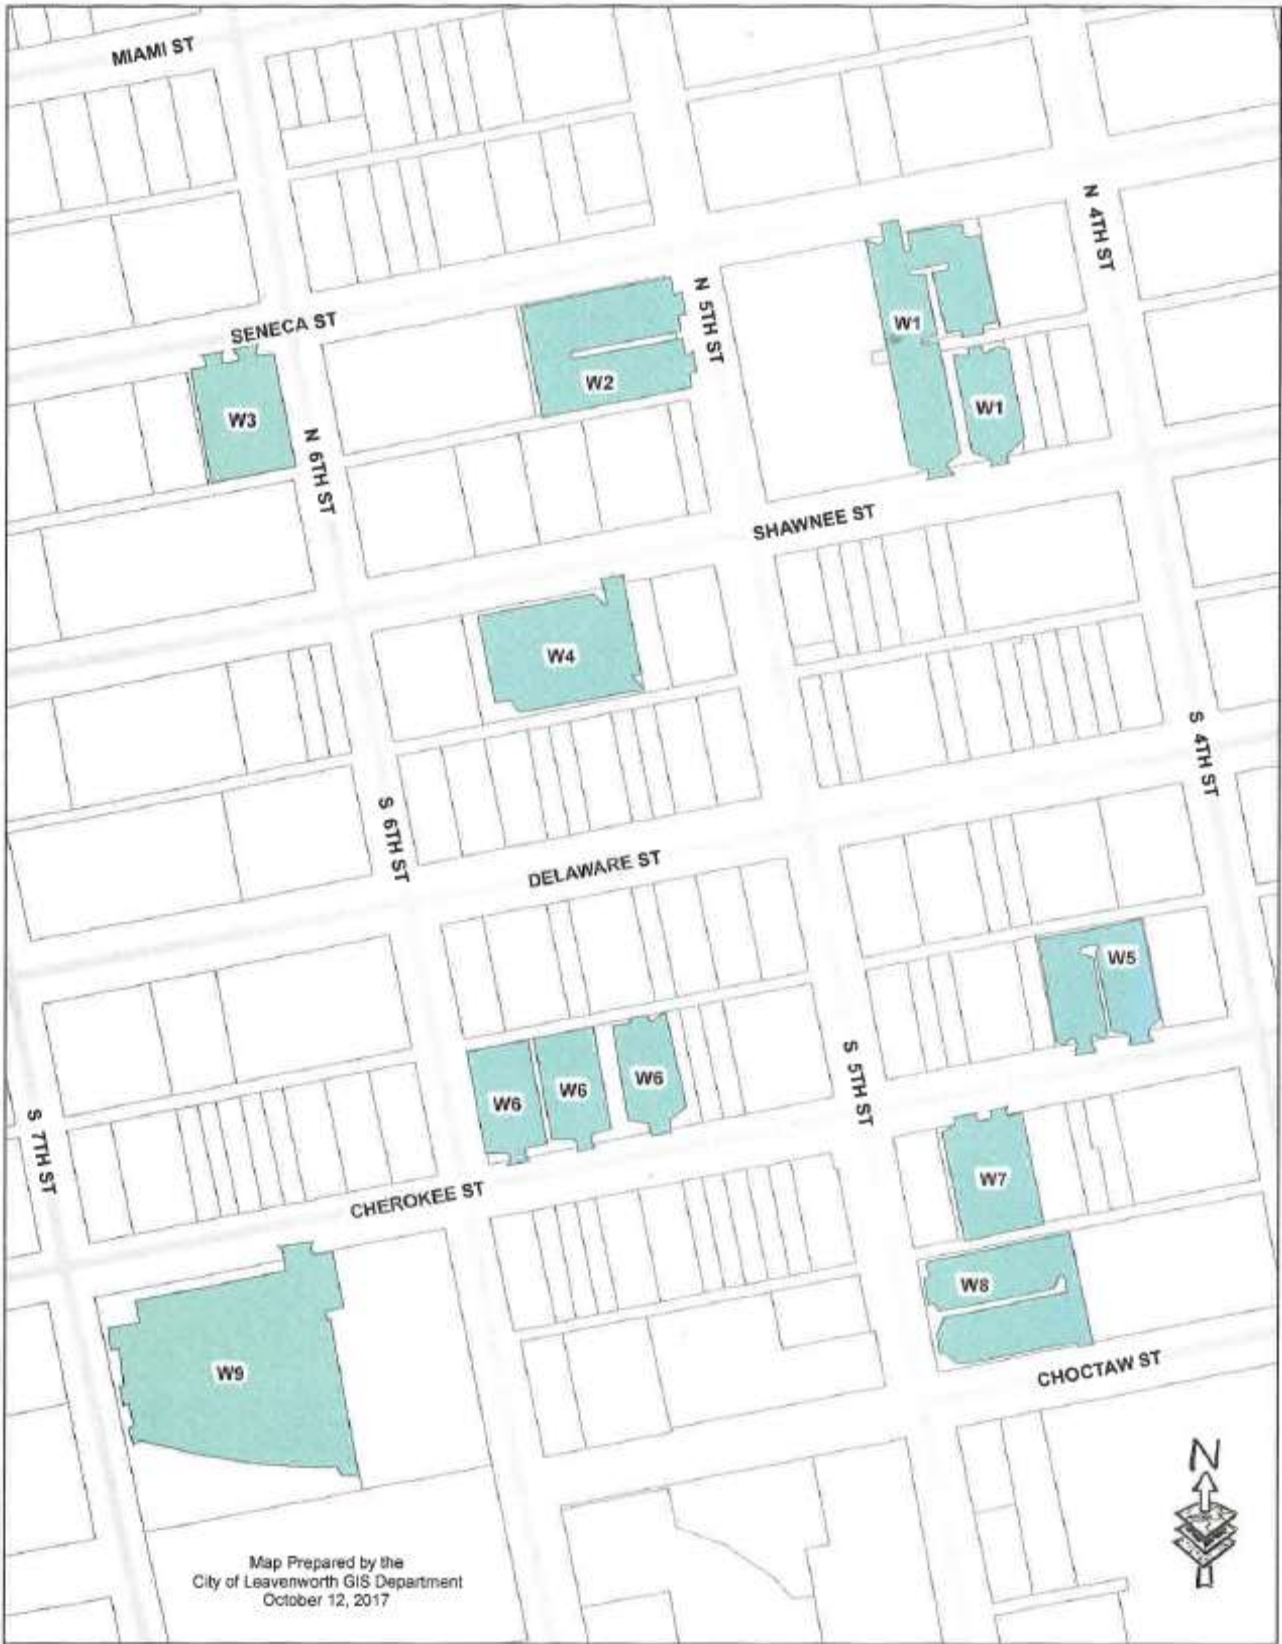 MIAMI ST
N 4TH ST
SENECA ST
N 5TH ST
W1
W2
W3
W1
N 6TH ST
SHAWNEE ST
W4
S 4TH ST
S 6TH ST
DELAWARE ST
W5
S 5TH ST
W6
W6
W6
S 7TH ST
W7
CHEROKEE ST
W8
W9
CHOCTAW ST
N
Map Prepared by the
City of Leavenworth GIS Department
October 12, 2017